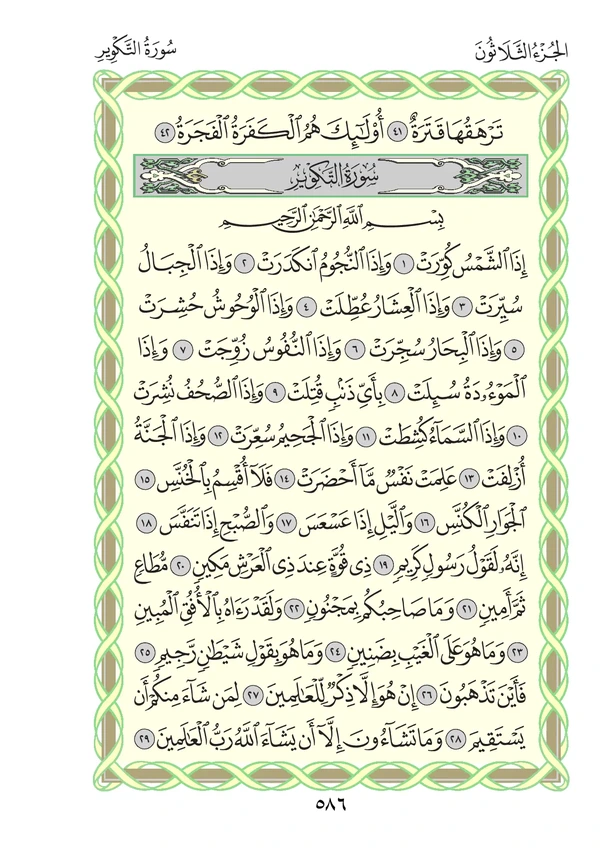 الجُزْءُ الثَّلَاثُونَ سُورَةُ التَّكْوِيرِ
تَرْهَقُهَا قَتَرَةٌ ٤١ أُوْلَٰٓئِكَ هُمُ ٱلْكَفَرَةُ ٱلْفَجَرَةُ ٤٢
سُورَةُ التَّكْوِيرِ
بِسْمِ ٱللَّهِ ٱلرَّحْمَٰنِ ٱلرَّحِيمِ
إِذَا ٱلشَّمْسُ كُوِّرَتْ ١ وَإِذَا ٱلنُّجُومُ ٱنكَدَرَتْ ٢ وَإِذَا ٱلْجِبَالُ
سُيِّرَتْ ٣ وَإِذَا ٱلْعِشَارُ عُطِّلَتْ ٤ وَإِذَا ٱلْوُحُوشُ حُشِرَتْ
٥ وَإِذَا ٱلْبِحَارُ سُجِّرَتْ ٦ وَإِذَا ٱلنُّفُوسُ زُوِّجَتْ ٧ وَإِذَا
ٱلْمَوْءُۥدَةُ سُئِلَتْ ٨ بِأَيِّ ذَنۢبٍ قُتِلَتْ ٩ وَإِذَا ٱلصُّحُفُ نُشِرَتْ
١٠ وَإِذَا ٱلسَّمَآءُ كُشِطَتْ ١١ وَإِذَا ٱلْجَحِيمُ سُعِّرَتْ ١٢ وَإِذَا ٱلْجَنَّةُ
أُزْلِفَتْ ١٣ عَلِمَتْ نَفْسٌ مَّآ أَحْضَرَتْ ١٤ فَلَآ أُقْسِمُ بِٱلْخُنَّسِ ١٥
ٱلْجَوَارِ ٱلْكُنَّسِ ١٦ وَٱلَّيْلِ إِذَا عَسْعَسَ ١٧ وَٱلصُّبْحِ إِذَا تَنَفَّسَ ١٨
إِنَّهُۥ لَقَوْلُ رَسُولٍ كَرِيمٍ ١٩ ذِي قُوَّةٍ عِندَ ذِي ٱلْعَرْشِ مَكِينٍ ٢٠ مُّطَاعٍ
ثَمَّ أَمِينٍ ٢١ وَمَا صَاحِبُكُم بِمَجْنُونٍ ٢٢ وَلَقَدْ رَءَاهُ بِٱلْأُفُقِ ٱلْمُبِينِ
٢٣ وَمَا هُوَ عَلَى ٱلْغَيْبِ بِضَنِينٍ ٢٤ وَمَا هُوَ بِقَوْلِ شَيْطَٰنٍ رَّجِيمٍ ٢٥
فَأَيْنَ تَذْهَبُونَ ٢٦ إِنْ هُوَ إِلَّا ذِكْرٌ لِّلْعَٰلَمِينَ ٢٧ لِمَن شَآءَ مِنكُمْ أَن
يَسْتَقِيمَ ٢٨ وَمَا تَشَآءُونَ إِلَّآ أَن يَشَآءَ ٱللَّهُ رَبُّ ٱلْعَٰلَمِينَ ٢٩
٥٨٦